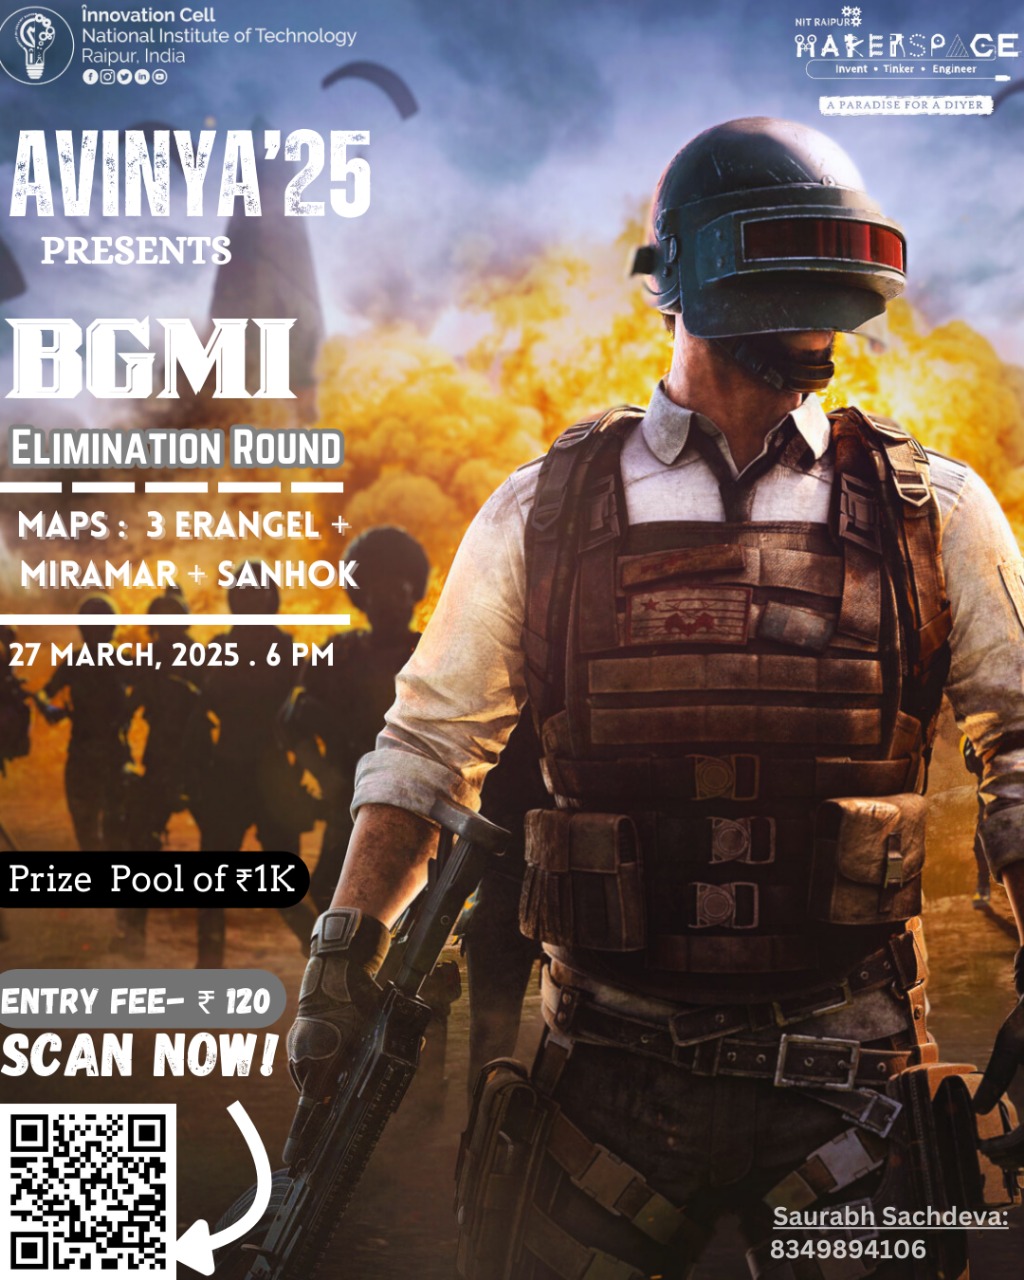 Innovation Cell
National Institute of Technology
Raipur, India
NIT RAIPUR
MAKERSPACE
Invent • Tinker • Engineer
A PARADISE FOR A DIYER
AVINYA'25
PRESENTS
BGMI
ELIMINATION ROUND
MAPS : 3 ERANGEL +
MIRAMAR + SANHOK
27 MARCH, 2025 . 6 PM
Prize Pool of ₹1K
ENTRY FEE- ₹ 120
SCAN NOW!
Saurabh Sachdeva:
8349894106